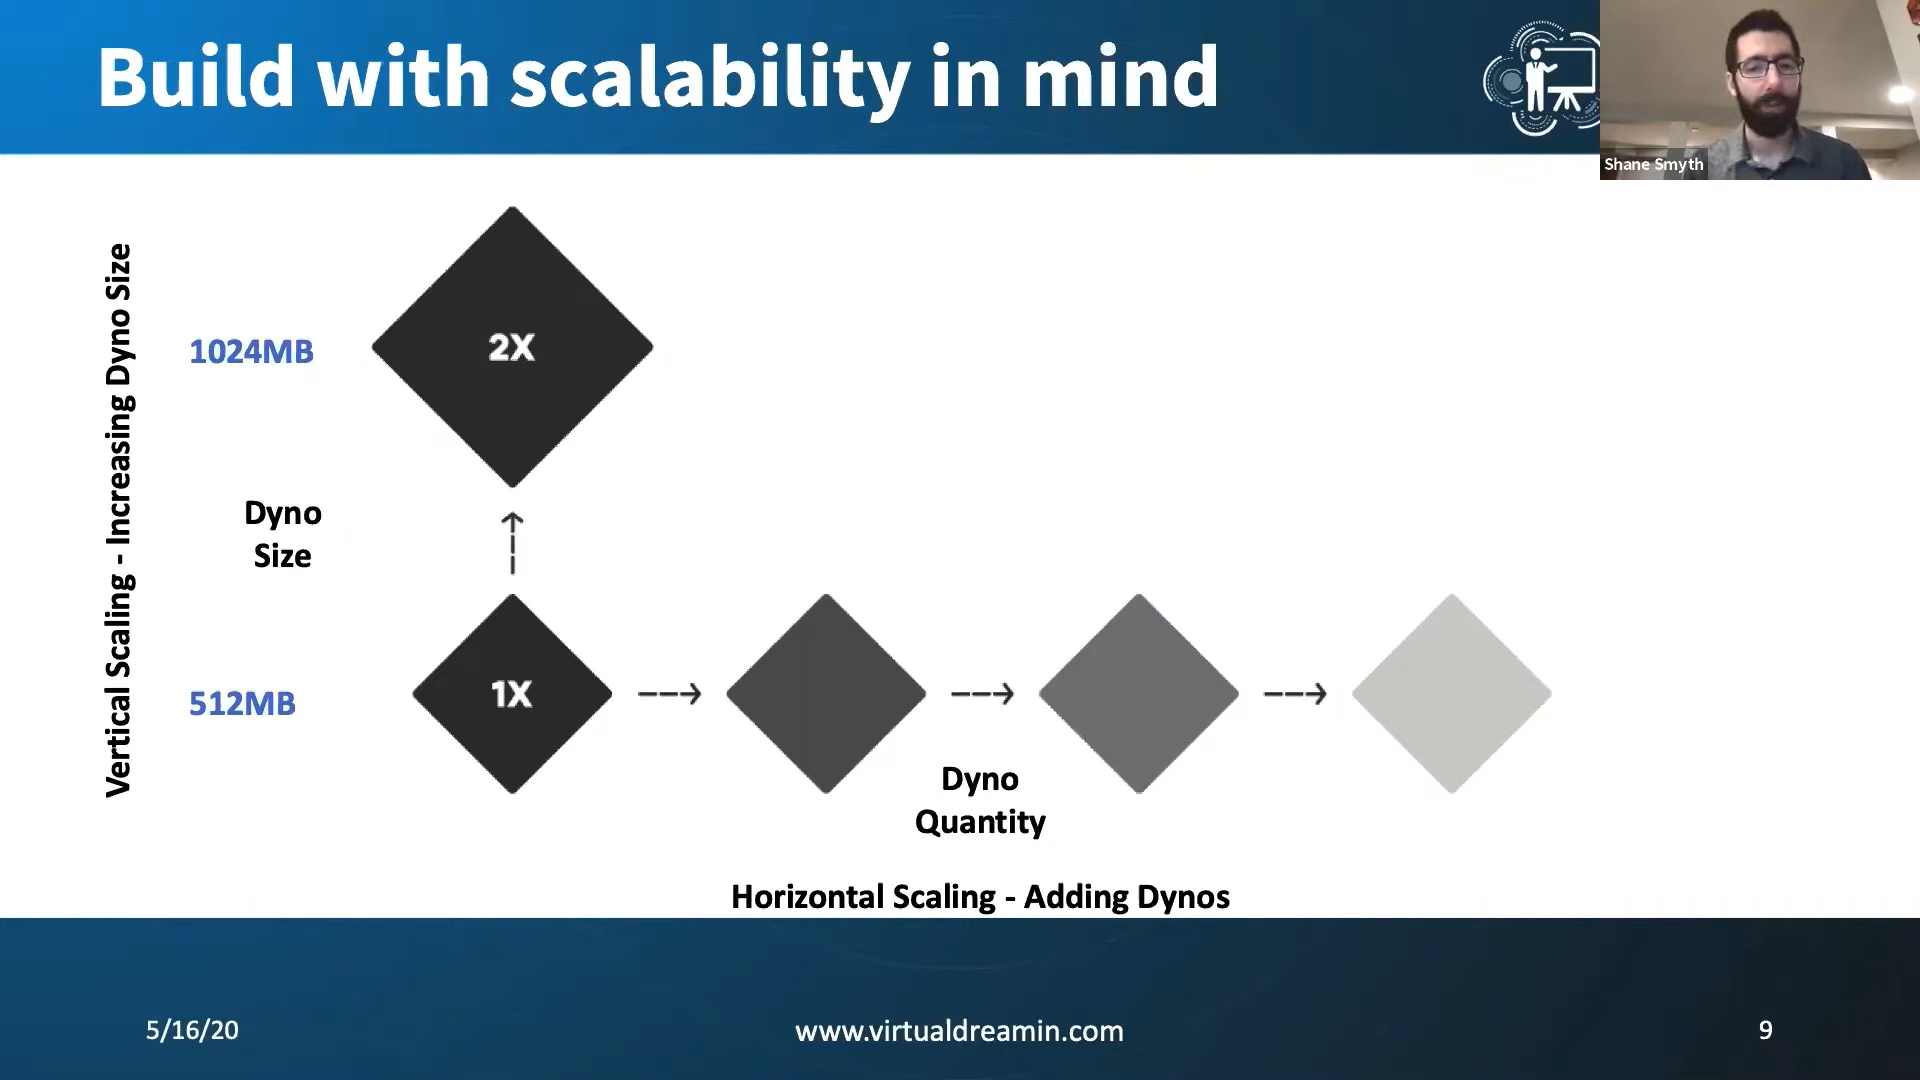 Build with scalability in mind
Shane Smyth
Vertical Scaling - Increasing Dyno Size
1024MB
2X
Dyno
Size
512MB
1X
Dyno
Quantity
Horizontal Scaling - Adding Dynos
5/16/20
www.virtualdreamin.com
9